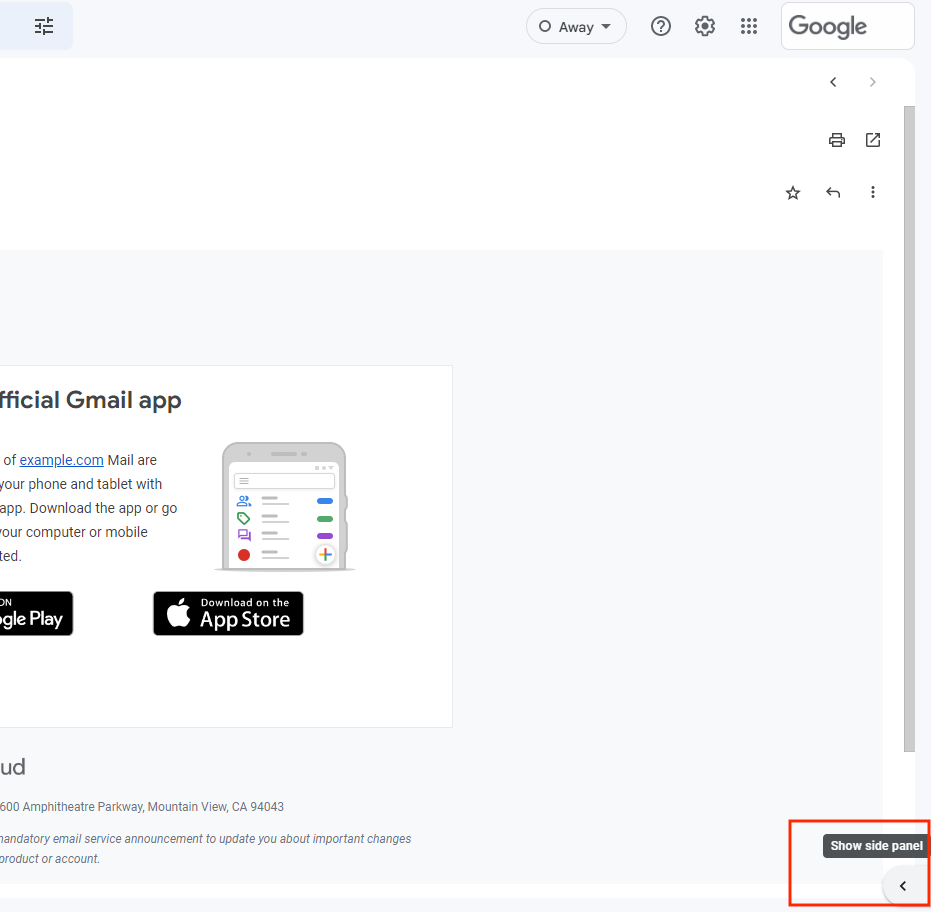 Away
Google
fficial Gmail app
of example.com Mail are
your phone and tablet with
app. Download the app or go
your computer or mobile
ted.
ON
gle Play
Download on the
App Store
ud
600 Amphitheatre Parkway, Mountain View, CA 94043
mandatory email service announcement to update you about important changes
product or account.
Show side panel